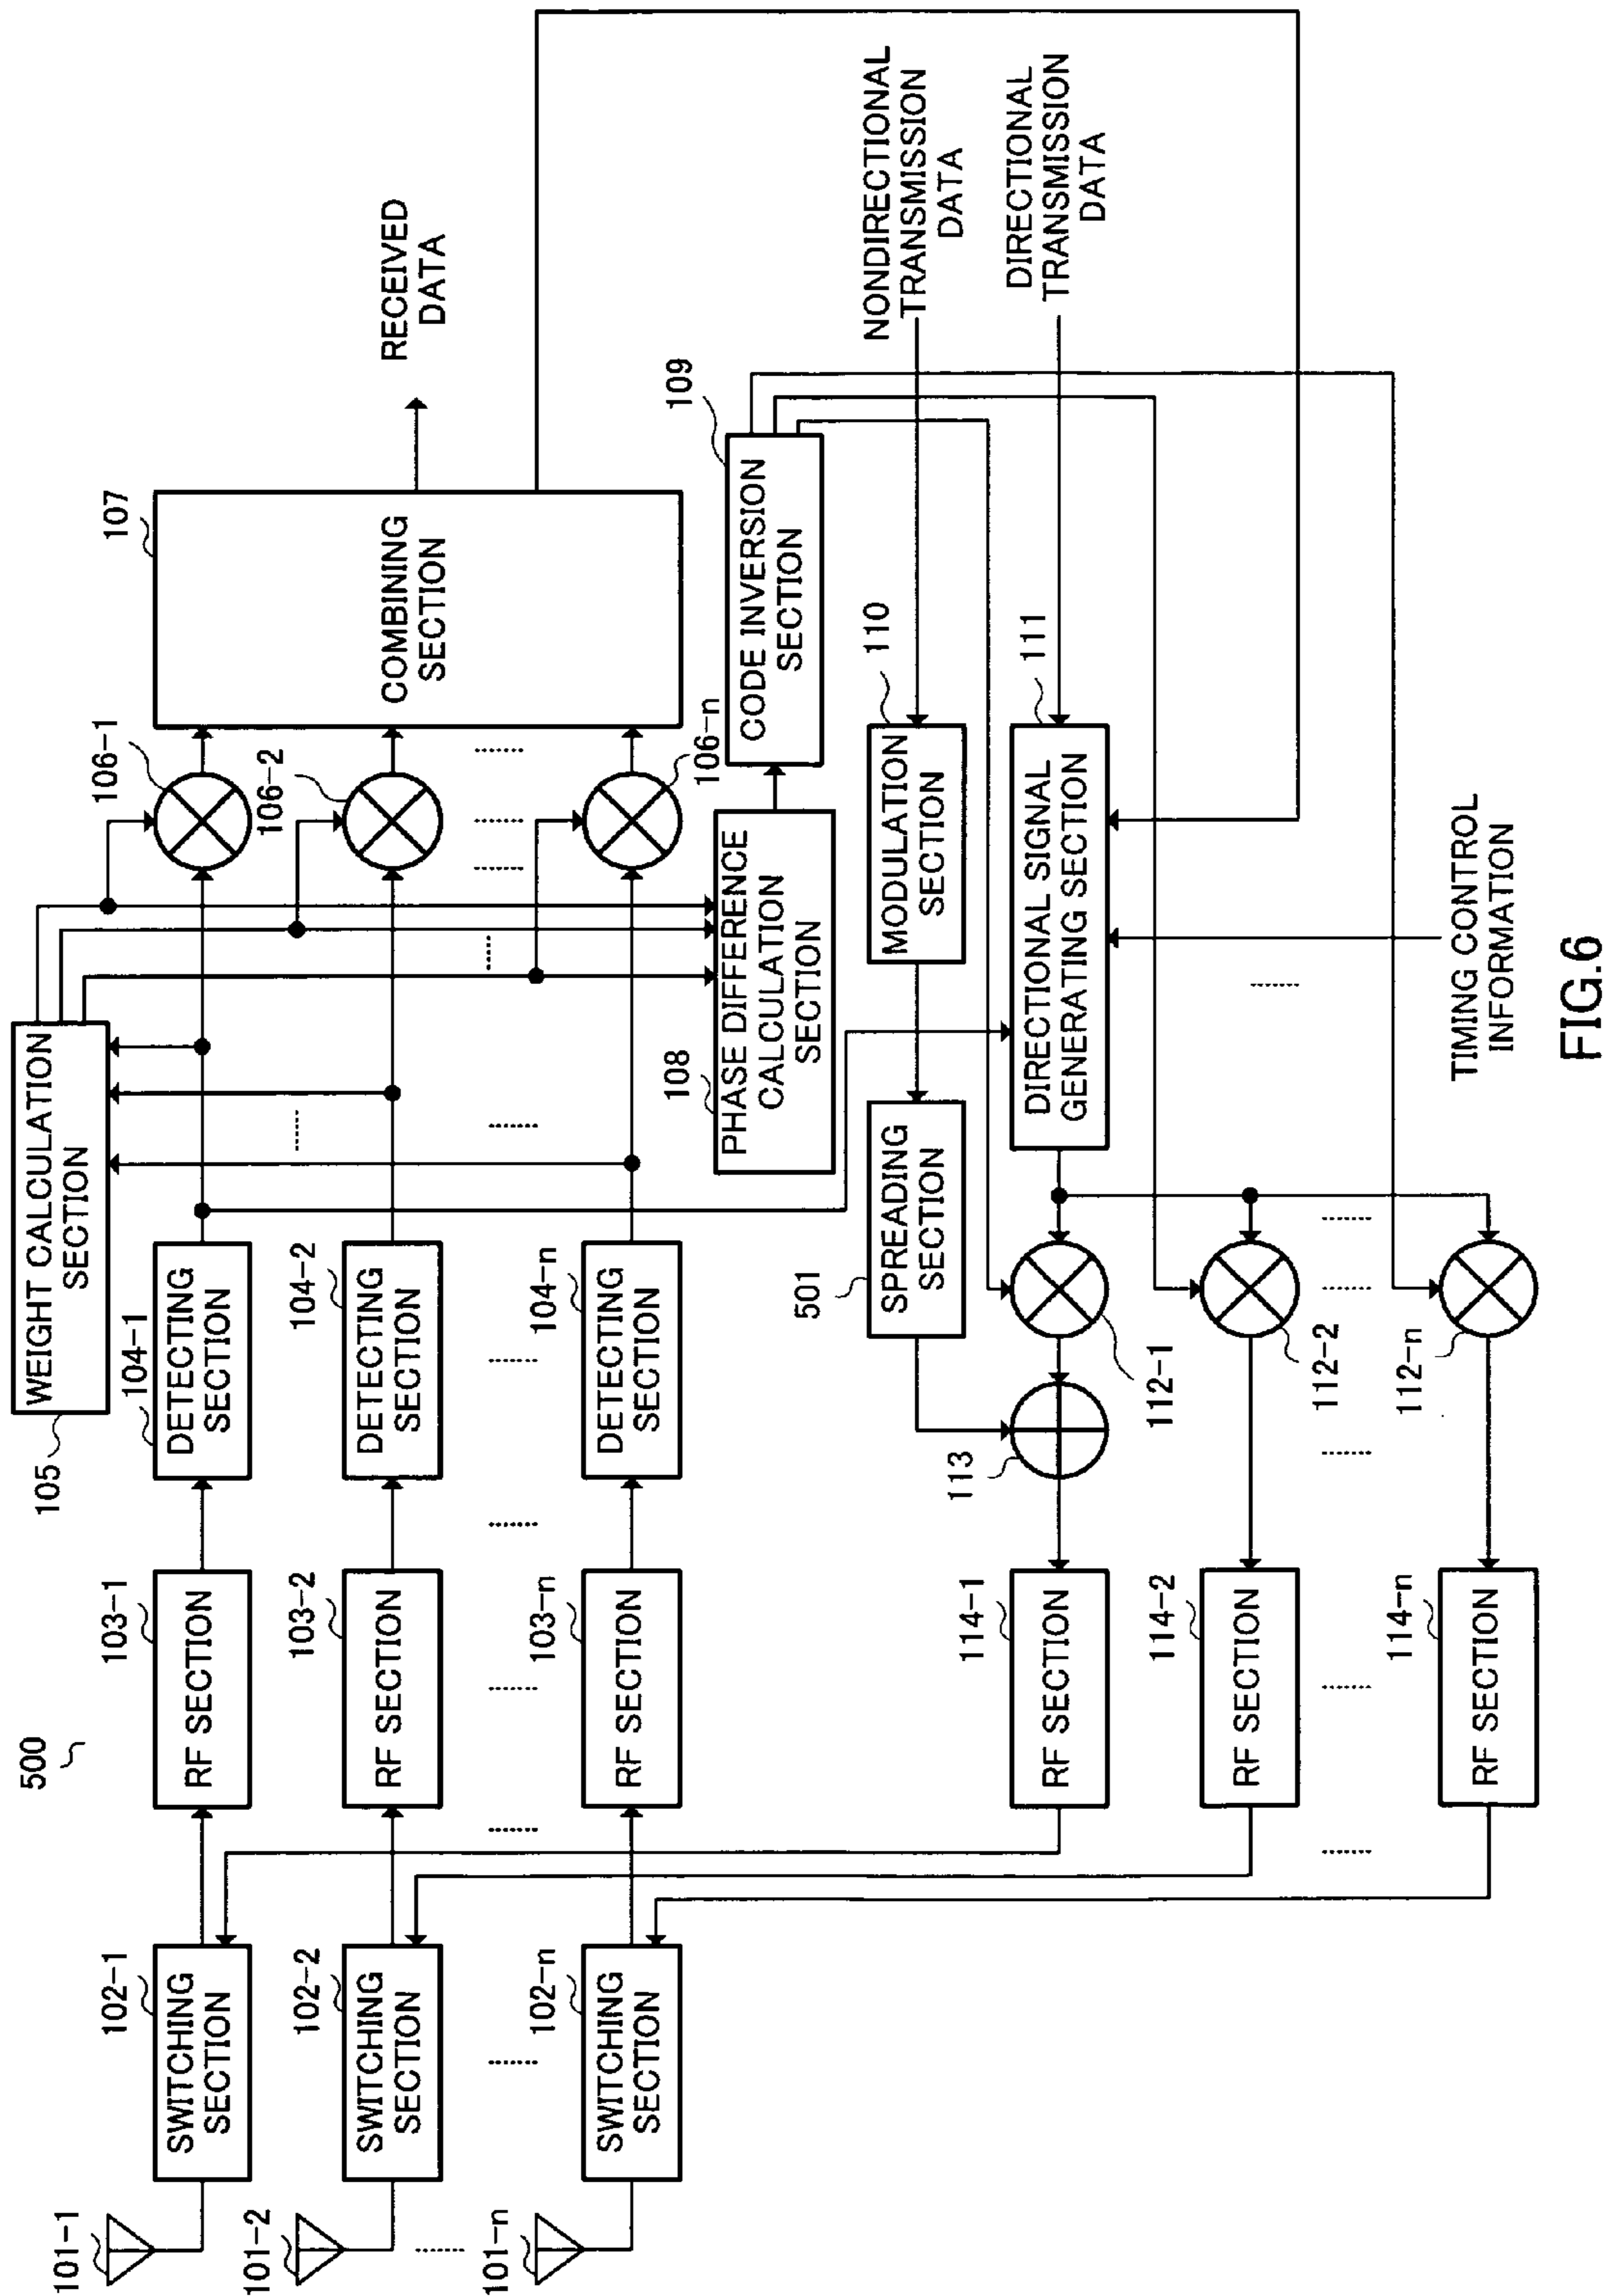 500
101-1
102-1
SWITCHING
SECTION
103-1
RF SECTION
104-1
DETECTING
SECTION
105
WEIGHT CALCULATION
SECTION
106-1
107
COMBINING
SECTION
RECEIVED
DATA
101-2
102-2
SWITCHING
SECTION
103-2
RF SECTION
104-2
DETECTING
SECTION
106-2
101-n
102-n
SWITCHING
SECTION
103-n
RF SECTION
104-n
DETECTING
SECTION
106-n
108
PHASE DIFFERENCE
CALCULATION
SECTION
109
CODE INVERSION
SECTION
501
SPREADING
SECTION
110
MODULATION
SECTION
NONDIRECTIONAL
TRANSMISSION
DATA
114-1
RF SECTION
113
112-1
111
DIRECTIONAL SIGNAL
GENERATING SECTION
DIRECTIONAL
TRANSMISSION
DATA
114-2
RF SECTION
112-2
114-n
RF SECTION
112-n
TIMING CONTROL
INFORMATION
FIG.6